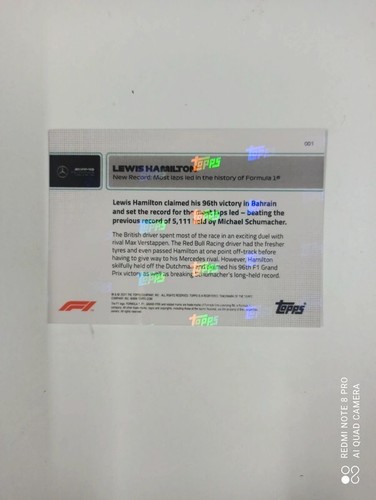 001
LEWIS HAMILTON
New Record: Most laps led in the history of Formula 1®
Lewis Hamilton claimed his 96th victory in Bahrain
and set the record for the most laps led – beating the
previous record of 5,111 held by Michael Schumacher.
The British driver spent most of the race in an exciting duel with
rival Max Verstappen. The Red Bull Racing driver had the fresher
tyres and even passed Hamilton at one point off-track before
having to give way to his Mercedes rival. However, Hamilton
skilfully held off the Dutchman and claimed his 96th F1 Grand
Prix victory as well as breaking Schumacher's long-held record.
F1
topps
topps
topps
topps
REDMI NOTE 8 PRO
AI QUAD CAMERA